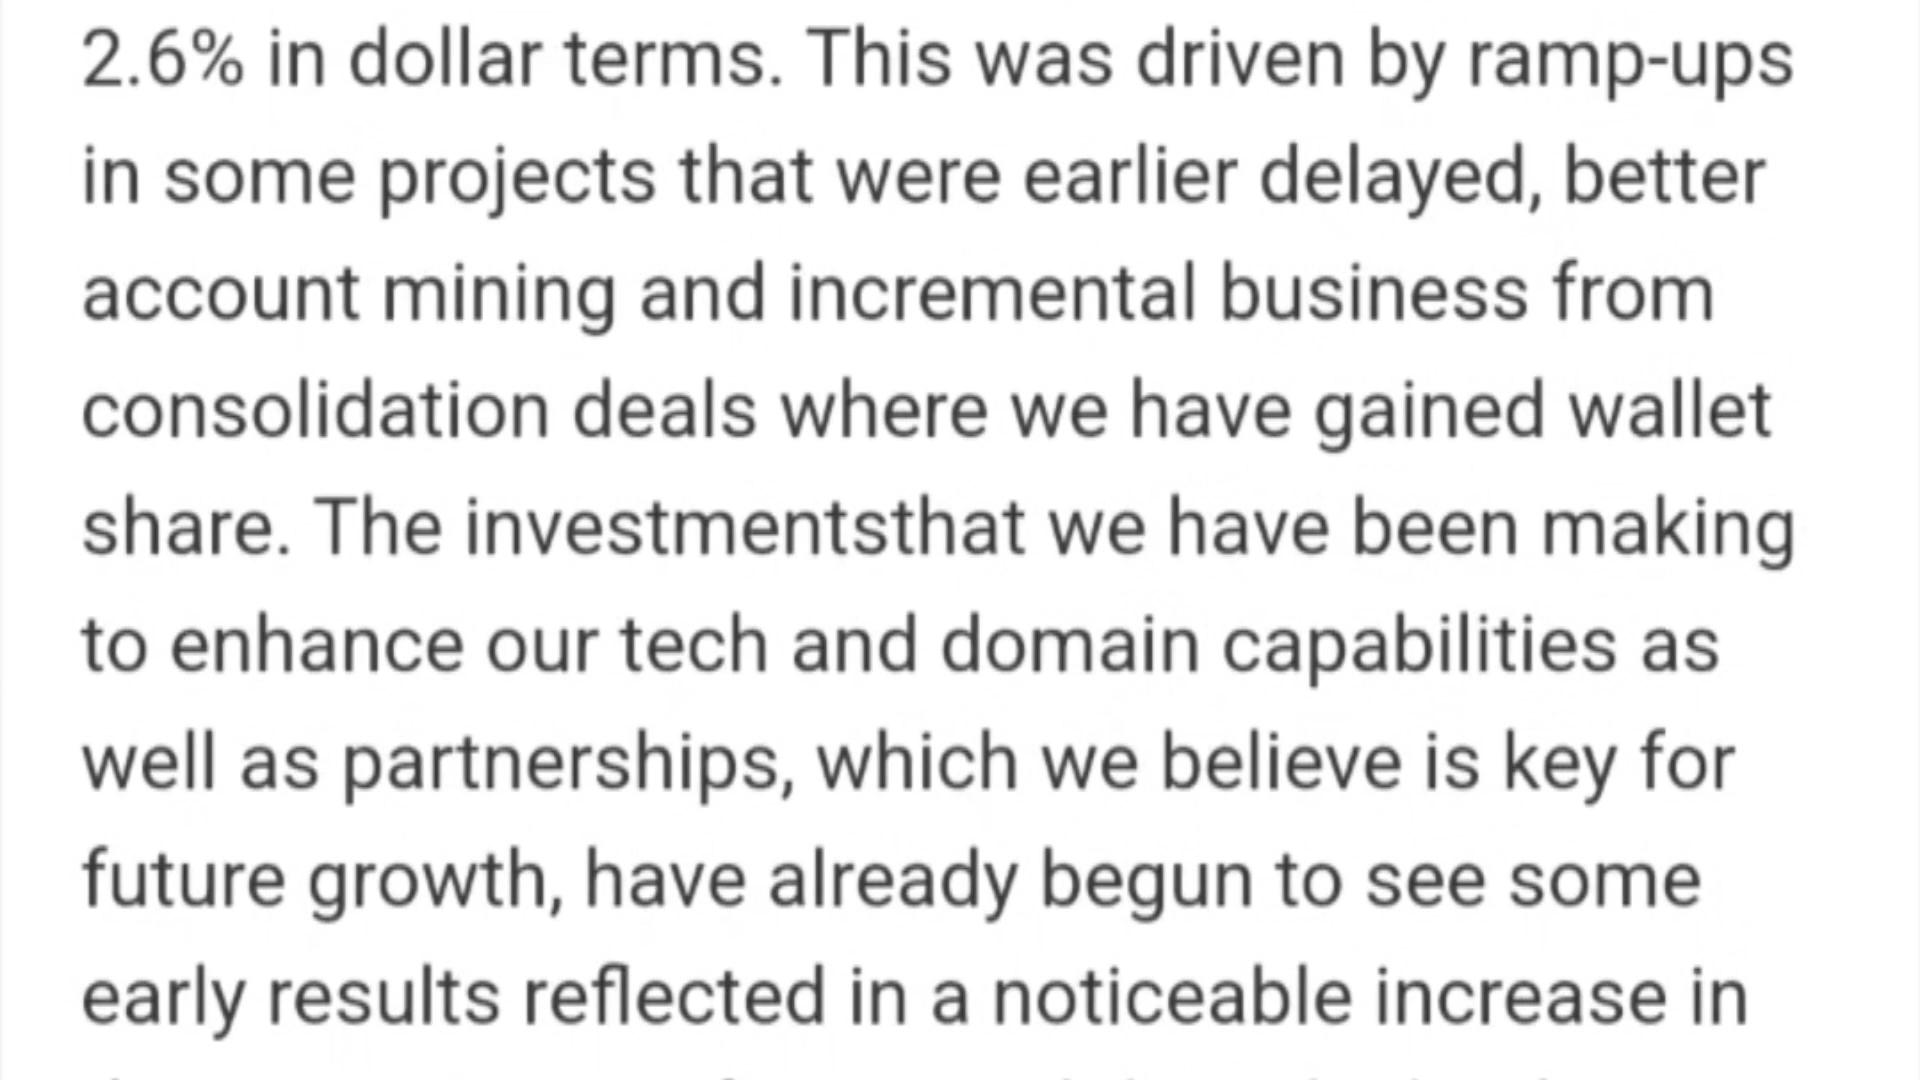 2.6% in dollar terms. This was driven by ramp-ups
in some projects that were earlier delayed, better
account mining and incremental business from
consolidation deals where we have gained wallet
share. The investmentsthat we have been making
to enhance our tech and domain capabilities as
well as partnerships, which we believe is key for
future growth, have already begun to see some
early results reflected in a noticeable increase in